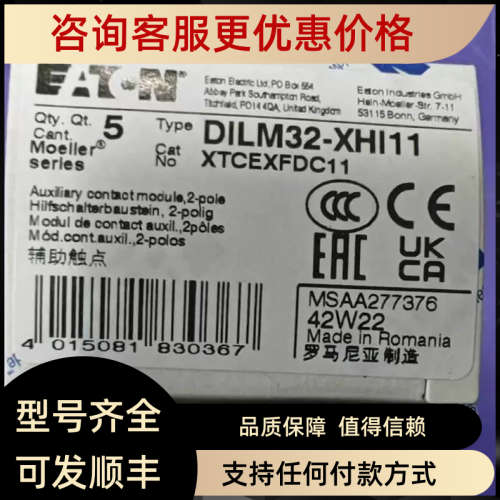 咨询客服更优惠价格
EATON
Eaton Electric Ltd, PO Box 554
Abbey Park Southampton Road,
Titchfield, PO14 4QA, United Kingdom
Eaton Industries GmbH
Hein-Moeller-Str. 7-11
53115 Bonn, Germany
Qty. Qt. 5
Cant.
Moeller®
series
Type DILM32-XHI11
Cat
No XTCEXFDC11
Auxiliary contact module,2-pole
Hilfschalterbaustein, 2-polig
Modul de contact auxil.,2pôles
Mód.cont.auxil.,2-polos
辅助触点
CCC
CE
EAC
UK
CA
MSAA277376
42W22
Made in Romania
罗马尼亚制造
4 015081 830367
型号齐全
可发顺丰
品质保障 值得信赖
支持任何付款方式